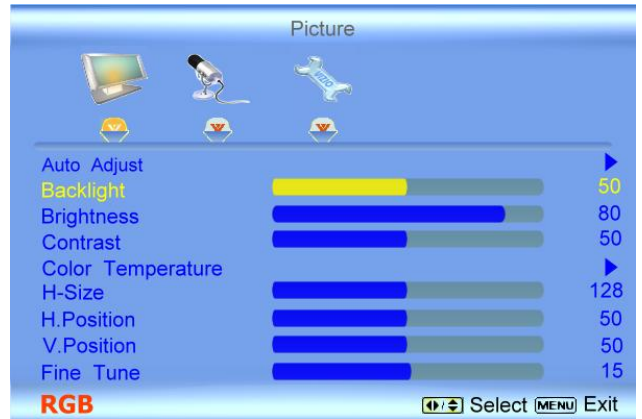 Picture
VIZIO
Auto Adjust
Backlight 50
Brightness 80
Contrast 50
Color Temperature
H-Size 128
H.Position 50
V.Position 50
Fine Tune 15
RGB Select MENU Exit